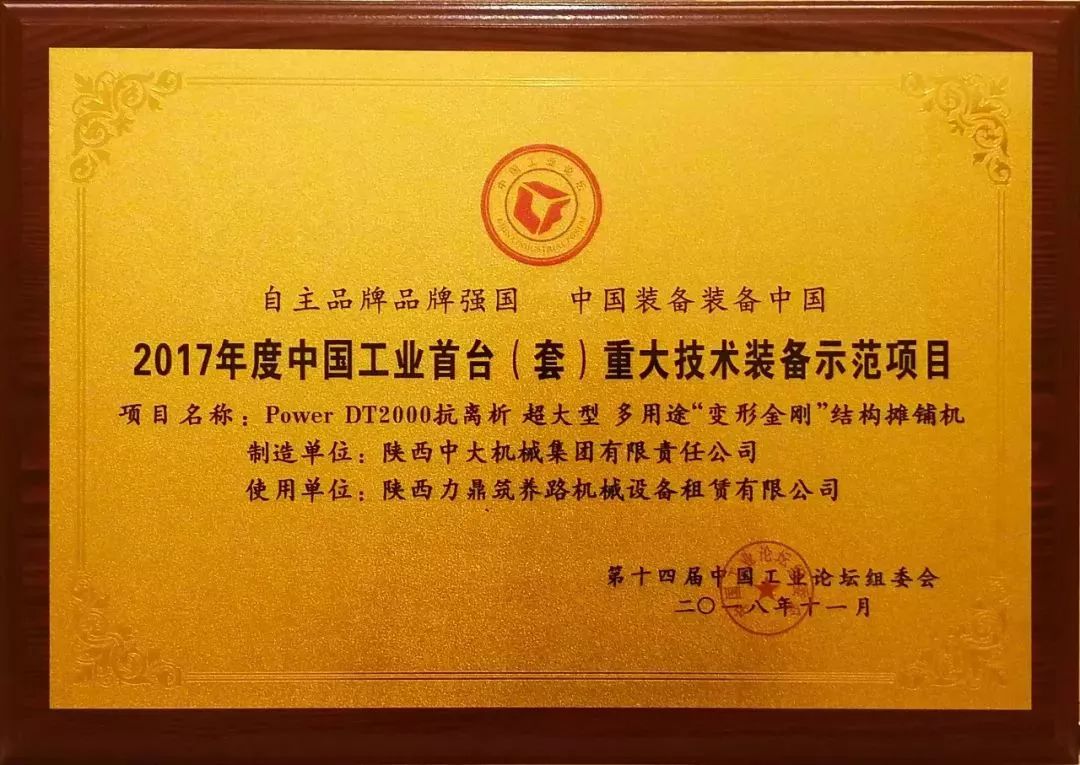 中国工业论坛
CHINA INDUSTRIAL FORUM
自主品牌品牌强国 中国装备装备中国
2017年度中国工业首台（套）重大技术装备示范项目
项目名称：Power DT2000抗离析 超大型 多用途“变形金刚”结构摊铺机
制造单位：陕西中大机械集团有限责任公司
使用单位：陕西力鼎筑养路机械设备租赁有限公司
第十四届中国工业论坛组委会
二〇一八年十一月